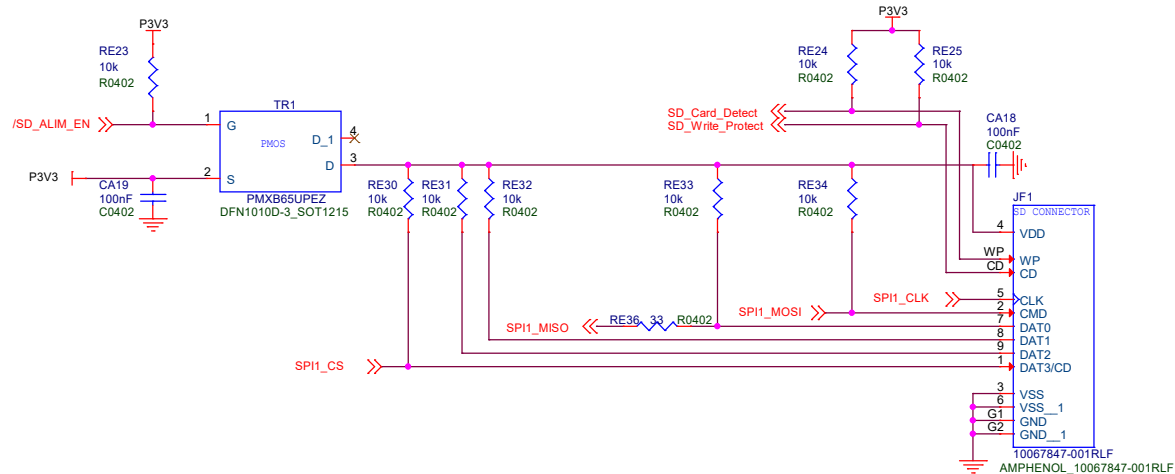 P3V3
RE23
10k
R0402
/SD_ALIM_EN
TR1
1
G
PMOS
D_1
4
D
3
P3V3
2
S
CA19
100nF
C0402
PMXB65UPEZ
DFN1010D-3_SOT1215
P3V3
RE24
10k
R0402
RE25
10k
R0402
SD_Card_Detect
SD_Write_Protect
CA18
100nF
C0402
RE30
10k
R0402
RE31
10k
R0402
RE32
10k
R0402
RE33
10k
R0402
RE34
10k
R0402
JF1
SD CONNECTOR
4
VDD
WP
WP
CD
CD
SPI1_CLK
5
CLK
SPI1_MOSI
2
CMD
SPI1_MISO
RE36
33
R0402
7
DAT0
8
DAT1
9
DAT2
SPI1_CS
1
DAT3/CD
3
VSS
6
VSS__1
G1
GND
G2
GND__1
10067847-001RLF
AMPHENOL_10067847-001RLF